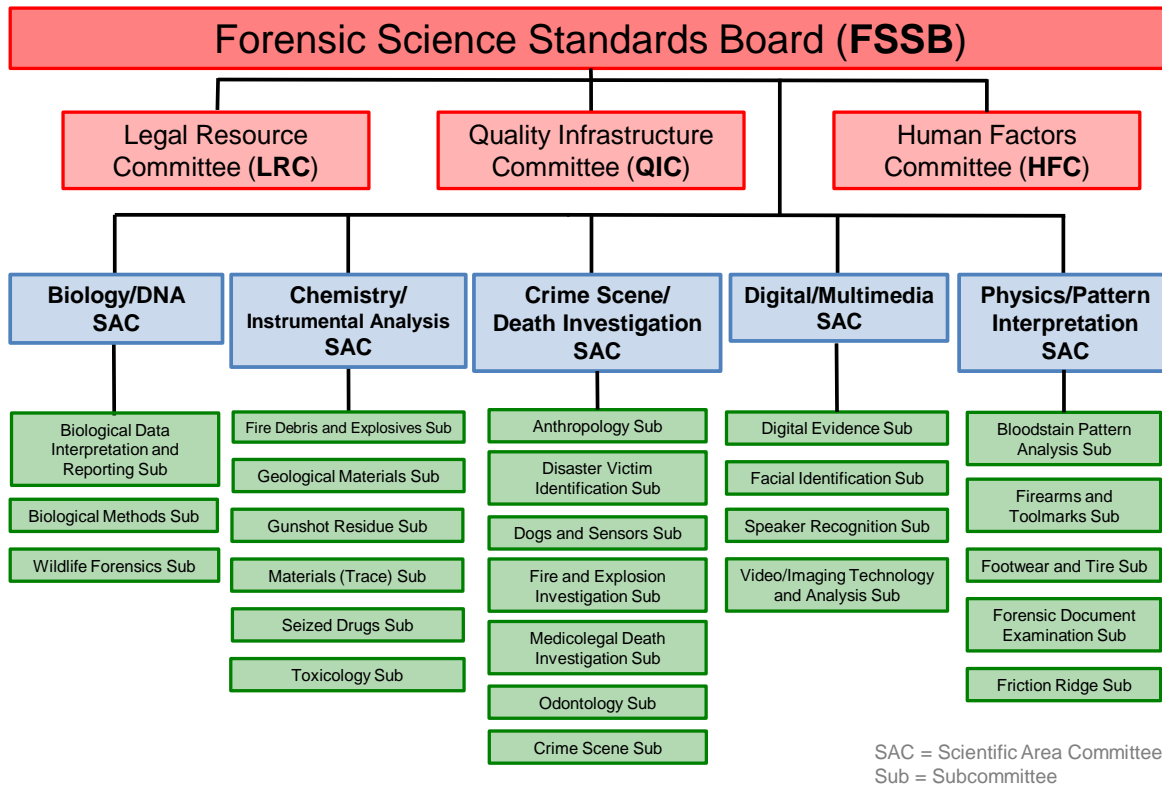 Forensic Science Standards Board (FSSB)
Legal Resource
Committee (LRC)
Quality Infrastructure
Committee (QIC)
Human Factors
Committee (HFC)
Biology/DNA
SAC
Chemistry/
Instrumental Analysis
SAC
Crime Scene/
Death Investigation
SAC
Digital/Multimedia
SAC
Physics/Pattern
Interpretation
SAC
Biological Data
Interpretation and
Reporting Sub
Biological Methods Sub
Wildlife Forensics Sub
Fire Debris and Explosives Sub
Geological Materials Sub
Gunshot Residue Sub
Materials (Trace) Sub
Seized Drugs Sub
Toxicology Sub
Anthropology Sub
Disaster Victim
Identification Sub
Dogs and Sensors Sub
Fire and Explosion
Investigation Sub
Medicolegal Death
Investigation Sub
Odontology Sub
Crime Scene Sub
Digital Evidence Sub
Facial Identification Sub
Speaker Recognition Sub
Video/Imaging Technology
and Analysis Sub
Bloodstain Pattern
Analysis Sub
Firearms and
Toolmarks Sub
Footwear and Tire Sub
Forensic Document
Examination Sub
Friction Ridge Sub
SAC = Scientific Area Committee
Sub = Subcommittee